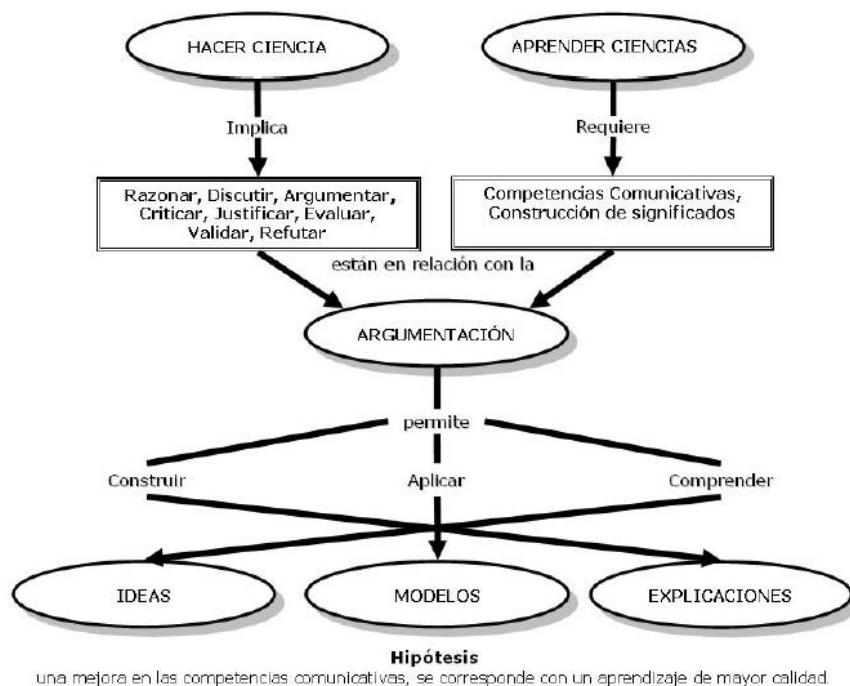 HACER CIENCIA
APRENDER CIENCIAS
Implica
Requiere
Razonar, Discutir, Argumentar,
Criticar, Justificar, Evaluar,
Validar, Refutar
Competencias Comunicativas,
Construcción de significados
están en relación con la
ARGUMENTACIÓN
permite
Construir
Aplicar
Comprender
IDEAS
MODELOS
EXPLICACIONES
Hipótesis
una mejora en las competencias comunicativas, se corresponde con un aprendizaje de mayor calidad.